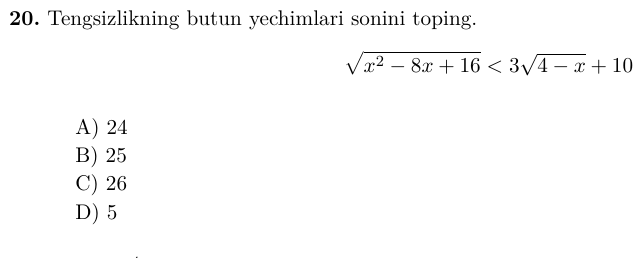 20. Tengsizlikning butun yechimlari sonini toping.
√(x² − 8x + 16) < 3√(4 − x) + 10
A) 24
B) 25
C) 26
D) 5